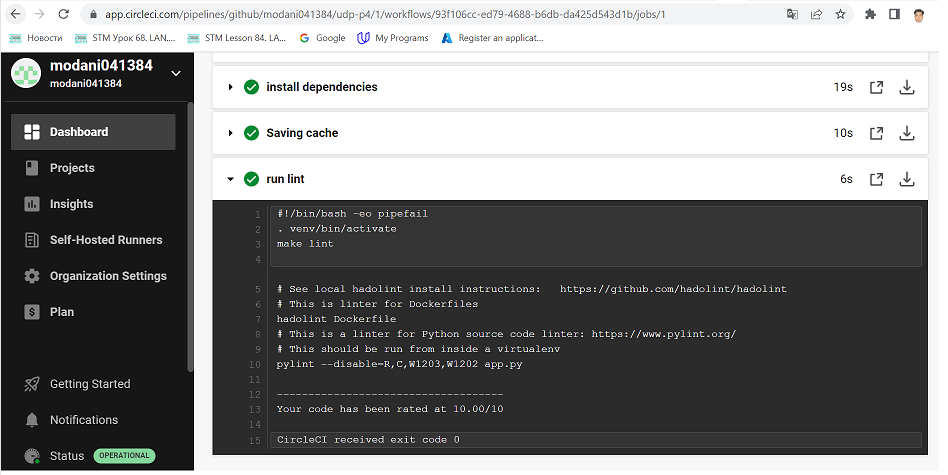 app.circleci.com/pipelines/github/modani041384/udp-p4/1/workflows/93f106cc-ed79-4688-b6db-da425d543d1b/jobs/1
Новости
STM Урок 68. LAN....
STM Lesson 84. LA...
Google
My Programs
Register an applicat...
modani041384
modani041384
Dashboard
Projects
Insights
Self-Hosted Runners
Organization Settings
Plan
Getting Started
Notifications
Status OPERATIONAL
install dependencies 19s
Saving cache 10s
run lint 6s
1 #!/bin/bash -eo pipefail
2 . venv/bin/activate
3 make lint
4
5 # See local hadolint install instructions:   https://github.com/hadolint/hadolint
6 # This is linter for Dockerfiles
7 hadolint Dockerfile
8 # This is a linter for Python source code linter: https://www.pylint.org/
9 # This should be run from inside a virtualenv
10 pylint --disable=R,C,W1203,W1202 app.py
11
12 ------------------------------------
13 Your code has been rated at 10.00/10
14
15 CircleCI received exit code 0